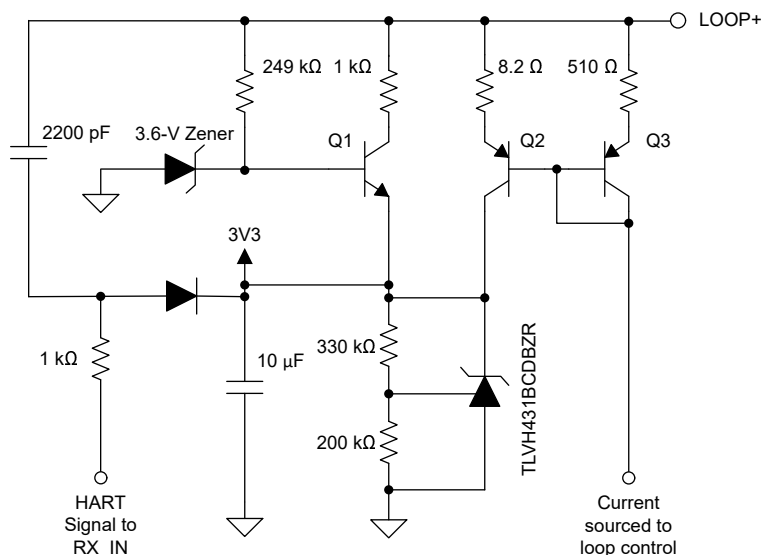 LOOP+
249 kΩ
1 kΩ
8.2 Ω
510 Ω
2200 pF
3.6-V Zener
Q1
Q2
Q3
3V3
1 kΩ
10 µF
330 kΩ
200 kΩ
TLVH431BCDBZR
HART
Signal to
RX_IN
Current
sourced to
loop control